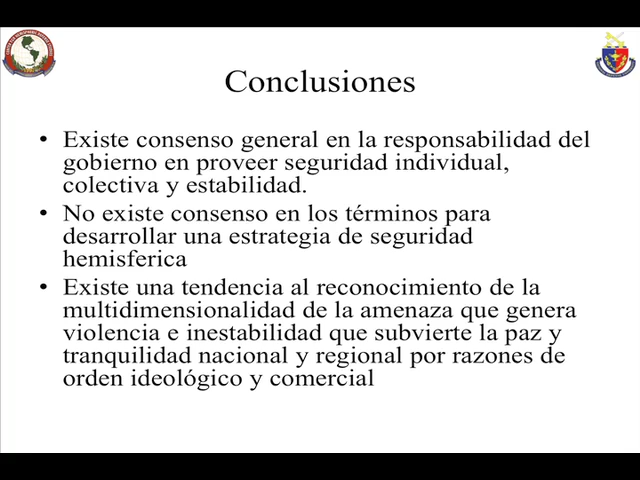 Conclusiones
• Existe consenso general en la responsabilidad del
gobierno en proveer seguridad individual,
colectiva y estabilidad.
• No existe consenso en los términos para
desarrollar una estrategia de seguridad
hemisferica
• Existe una tendencia al reconocimiento de la
multidimensionalidad de la amenaza que genera
violencia e inestabilidad que subvierte la paz y
tranquilidad nacional y regional por razones de
orden ideológico y comercial